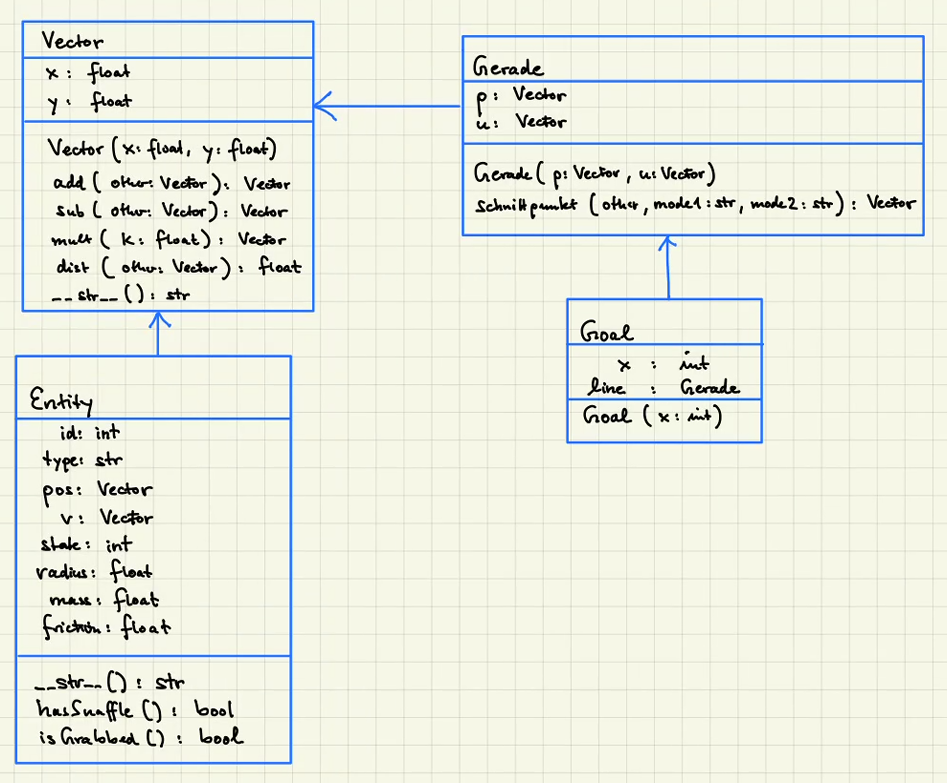 Vector
x : float
y : float
Vector (x: float, y: float)
add ( other: Vector ) : Vector
sub ( other: Vector ) : Vector
mult ( k : float ) : Vector
dist ( other: Vector ) : float
__str__ () : str
Gerade
p : Vector
u : Vector
Gerade ( p: Vector , u: Vector )
Schnittpunkt ( other, mode1 : str, mode2 : str ) : Vector
Goal
x : int
line : Gerade
Goal ( x : int )
Entity
id : int
type : str
pos : Vector
v : Vector
state : int
radius : float
mass : float
friction : float
__str__ () : str
hasSnaffle () : bool
isGrabbed () : bool